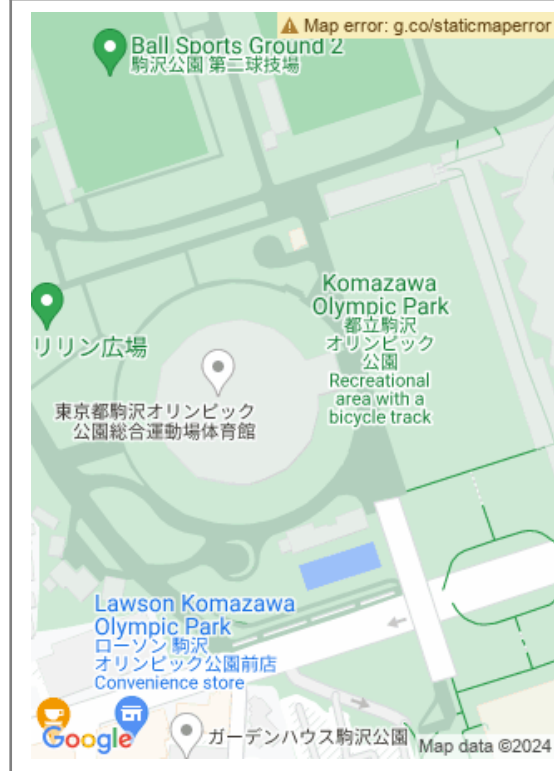 Map error: g.co/staticmaperror
Ball Sports Ground 2
駒沢公園 第二球技場
Komazawa
Olympic Park
都立駒沢
オリンピック
公園
Recreational
area with a
bicycle track
リリン広場
東京都駒沢オリンピック
公園総合運動場体育館
Lawson Komazawa
Olympic Park
ローソン 駒沢
オリンピック公園前店
Convenience store
Google
ガーデンハウス駒沢公園
Map data ©2024